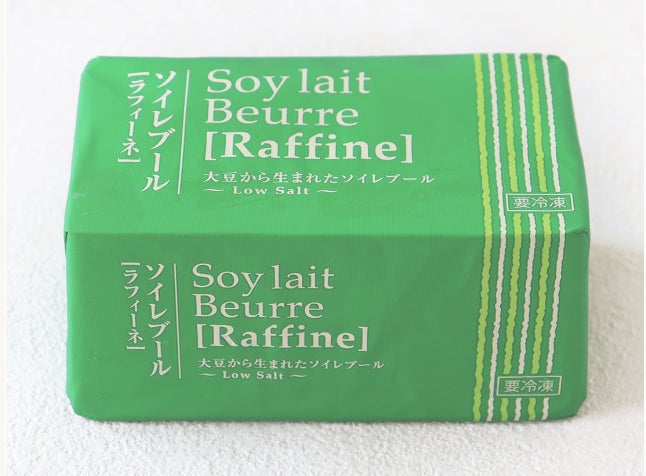 ソイレブール
[ラフィーネ]
Soy lait
Beurre
[Raffine]
大豆から生まれたソイレブール
~ Low Salt ~
要冷凍
ソイレブール
[ラフィーネ]
Soy lait
Beurre
[Raffine]
大豆から生まれたソイレブール
~ Low Salt ~
要冷凍